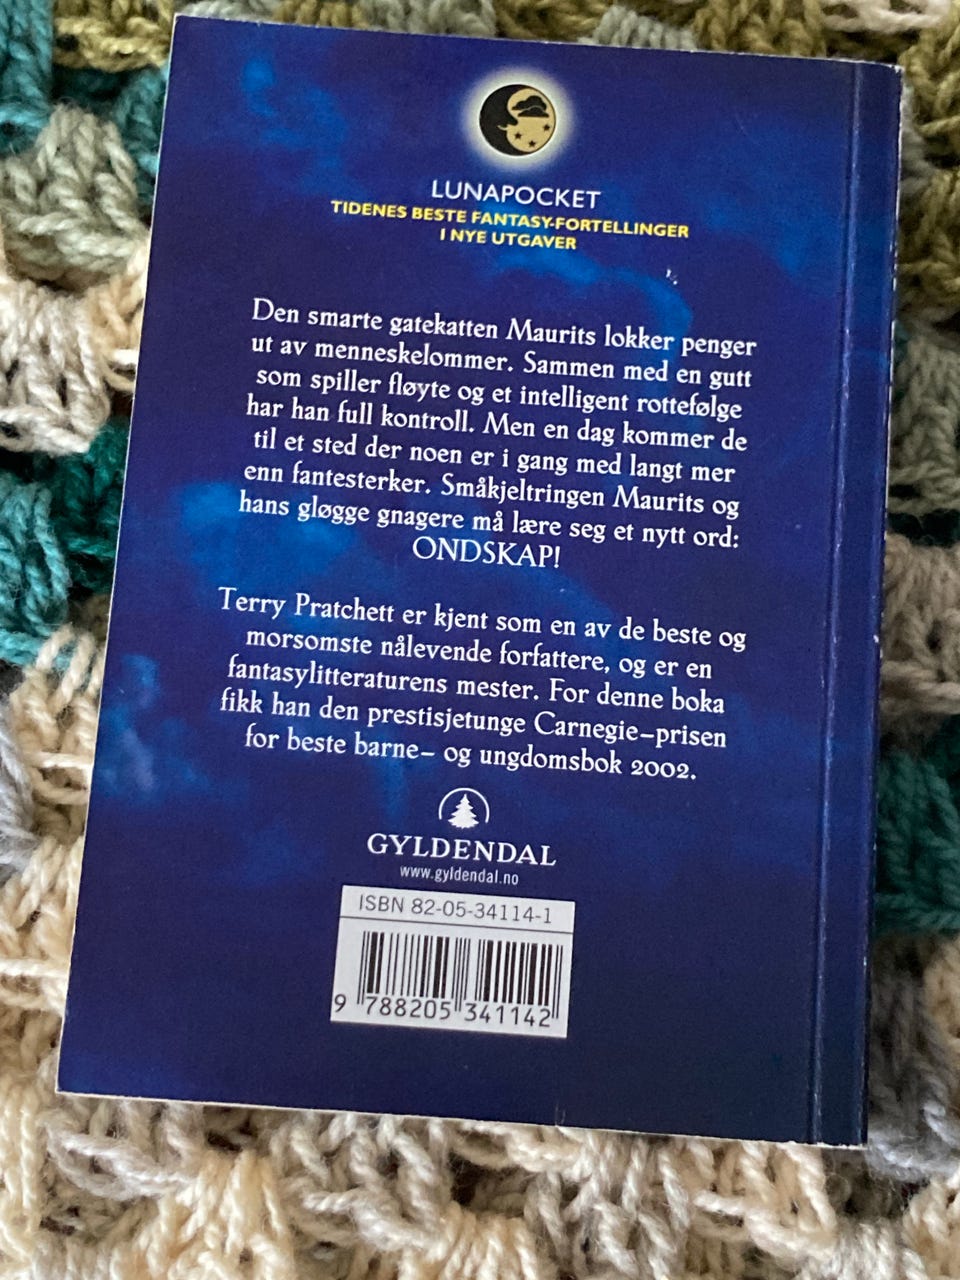 LUNAPOCKET
TIDENES BESTE FANTASY-FORTELLINGER
I NYE UTGAVER
Den smarte gatekatten Maurits lokker penger
ut av menneskelommer. Sammen med en gutt
som spiller fløyte og et intelligent rottefølge
har han full kontroll. Men en dag kommer de
til et sted der noen er i gang med langt mer
enn fantesterker. Småkjeltringen Maurits og
hans gløgge gnagere må lære seg et nytt ord:
ONDSKAP!
Terry Pratchett er kjent som en av de beste og
morsomste nålevende forfattere, og er en
fantasylitteraturens mester. For denne boka
fikk han den prestisjetunge Carnegie-prisen
for beste barne- og ungdomsbok 2002.
GYLDENDAL
www.gyldendal.no
ISBN 82-05-34114-1
9 788205 341142